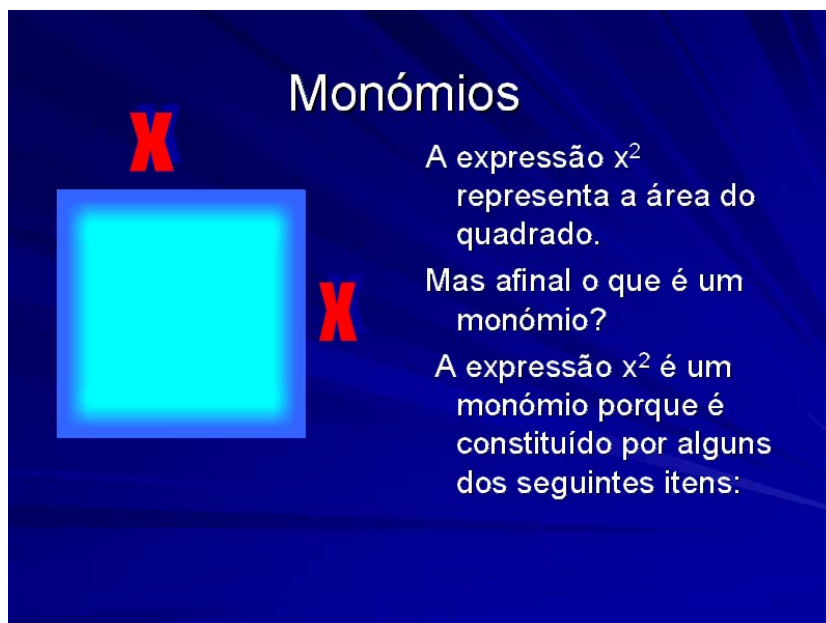 Monómios
X
A expressão x²
representa a área do
quadrado.
X
Mas afinal o que é um
monómio?
A expressão x² é um
monómio porque é
constituído por alguns
dos seguintes itens: